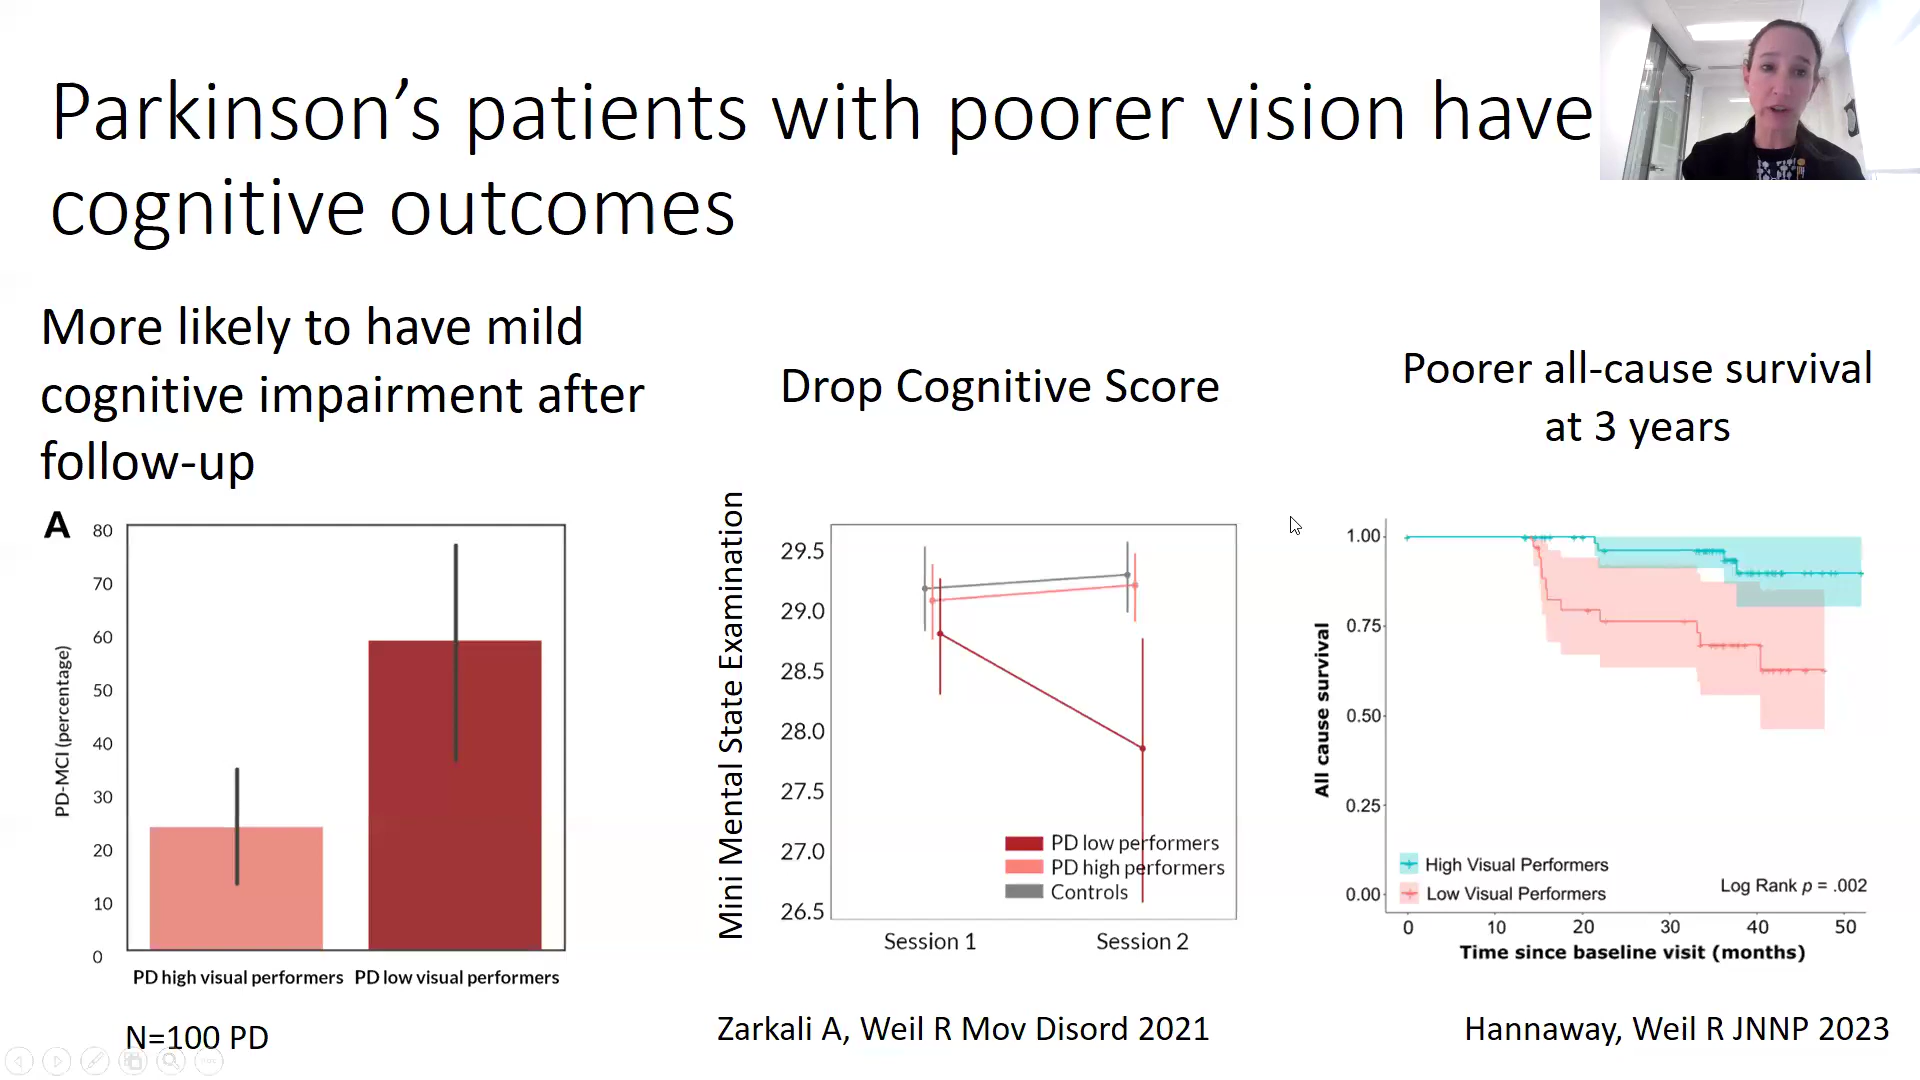 Parkinson’s patients with poorer vision have
cognitive outcomes
More likely to have mild
cognitive impairment after
follow-up
A
80
70
60
50
40
30
20
10
0
PD-MCI (percentage)
PD high visual performers
PD low visual performers
N=100 PD
Drop Cognitive Score
Mini Mental State Examination
29.5
29.0
28.5
28.0
27.5
27.0
26.5
PD low performers
PD high performers
Controls
Session 1
Session 2
Zarkali A, Weil R Mov Disord 2021
Poorer all-cause survival
at 3 years
All cause survival
1.00
0.75
0.50
0.25
0.00
High Visual Performers
Low Visual Performers
Log Rank p = .002
0 10 20 30 40 50
Time since baseline visit (months)
Hannaway, Weil R JNNP 2023